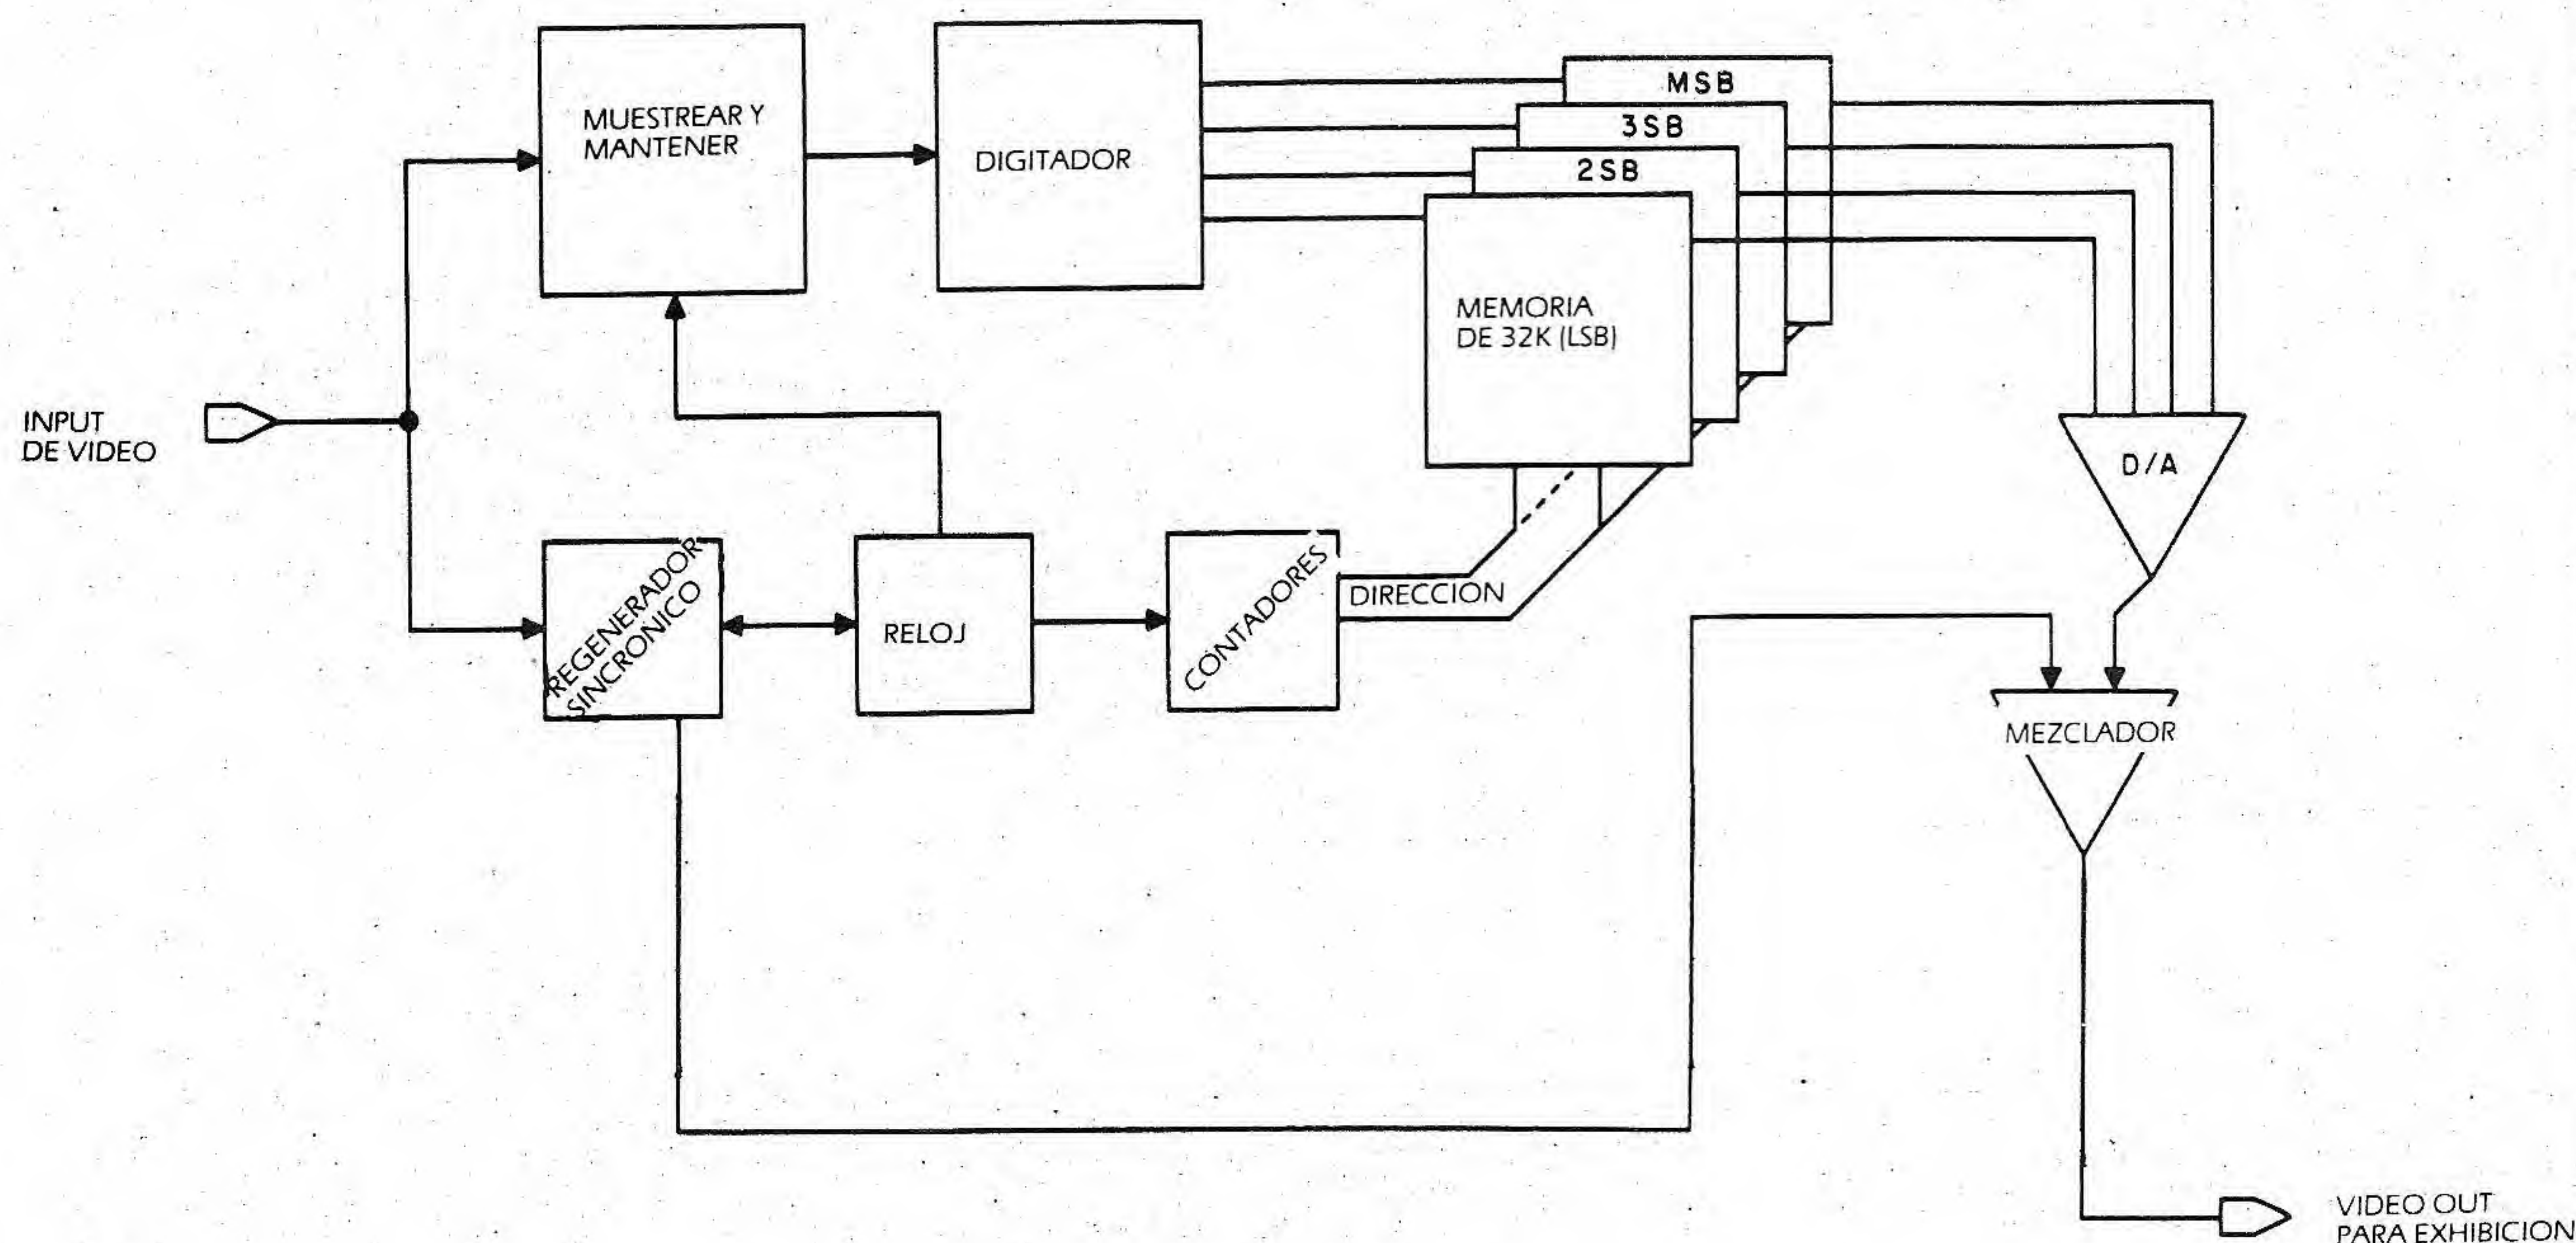 MUESTREAR Y
MANTENER
DIGITADOR
MSB
3SB
2SB
MEMORIA
DE 32K (LSB)
INPUT
DE VIDEO
D/A
REGENERADOR
SINCRONICO
RELOJ
CONTADORES
DIRECCION
MEZCLADOR
VIDEO OUT
PARA EXHIBICION